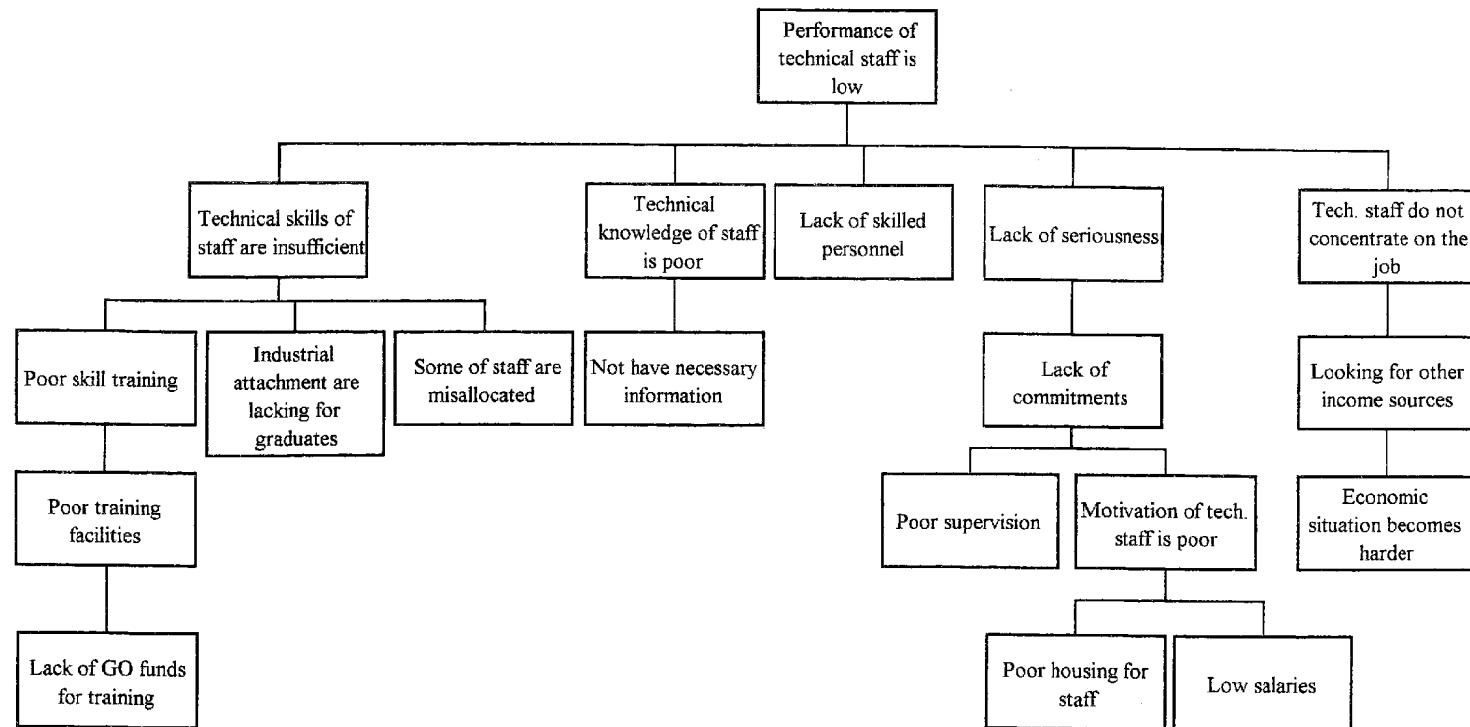 Performance of
technical staff is
low
Technical skills of
staff are insufficient
Technical
knowledge of staff
is poor
Lack of skilled
personnel
Lack of seriousness
Tech. staff do not
concentrate on the
job
Poor skill training
Industrial
attachment are
lacking for
graduates
Some of staff are
misallocated
Not have necessary
information
Lack of
commitments
Looking for other
income sources
Poor training
facilities
Poor supervision
Motivation of tech.
staff is poor
Economic
situation becomes
harder
Lack of GO funds
for training
Poor housing for
staff
Low salaries